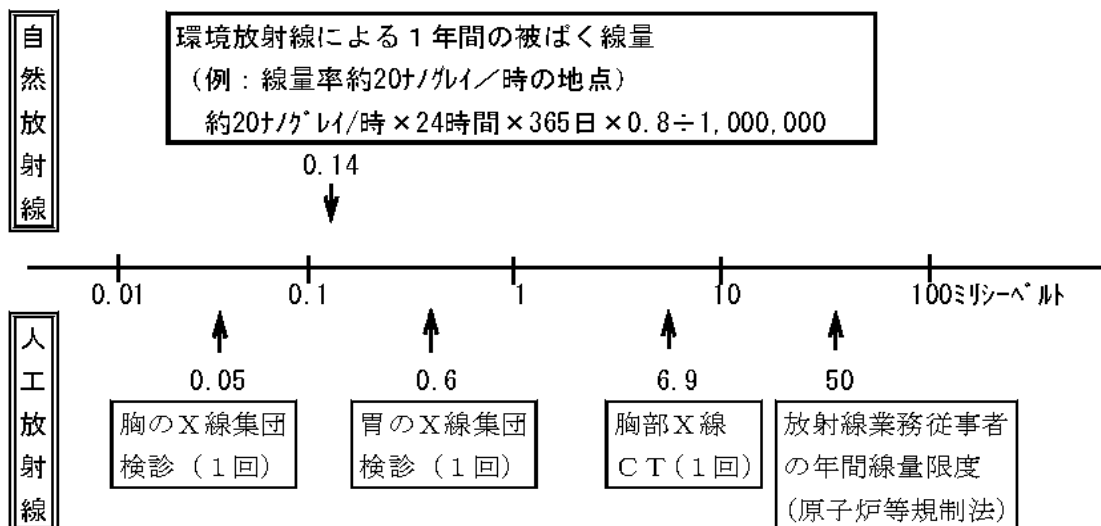 自然放射線
環境放射線による１年間の被ばく線量
（例：線量率約20ﾅﾉｸﾞﾚｲ／時の地点）
約20ﾅﾉｸﾞﾚｲ/時×24時間×365日×0.8÷1,000,000
0.14
0.01
0.1
1
10
100ﾐﾘｼｰﾍﾞﾙﾄ
人工放射線
0.05
胸のＸ線集団
検診（１回）
0.6
胃のＸ線集団
検診（１回）
6.9
胸部Ｘ線
ＣＴ（１回）
50
放射線業務従事者
の年間線量限度
（原子炉等規制法）